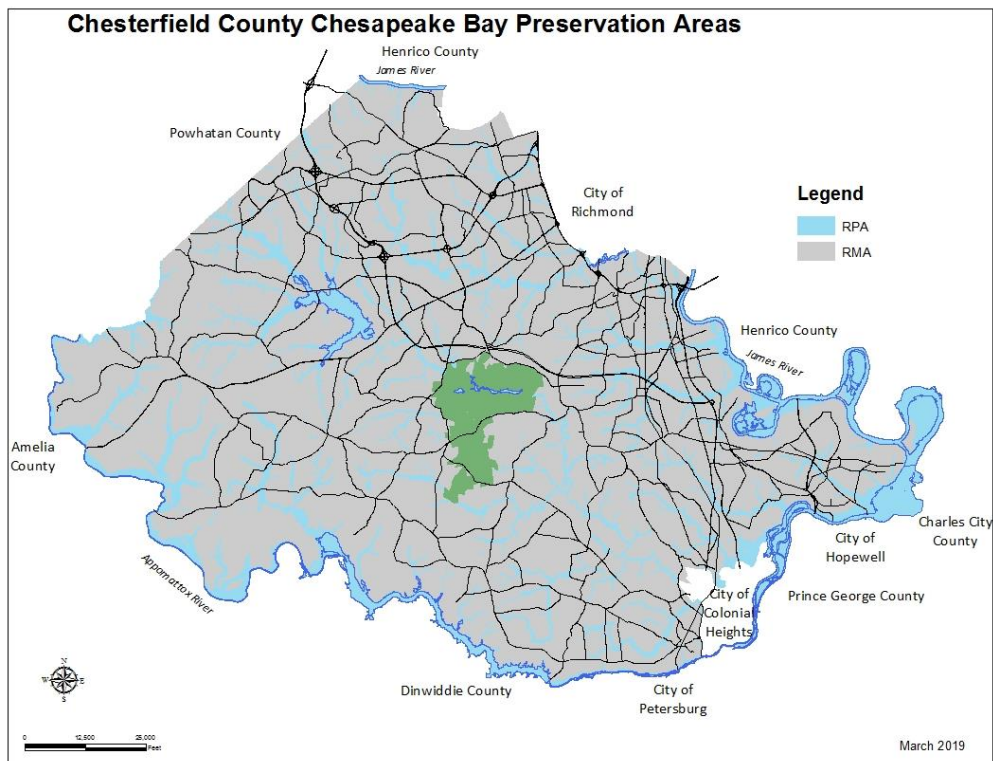 Chesterfield County Chesapeake Bay Preservation Areas
Henrico County
James River
Powhatan County
City of
Richmond
Legend
RPA
RMA
Henrico County
James River
Amelia
County
Charles City
County
City of
Hopewell
Appomattox River
Prince George County
City of
Colonial
Heights
Dinwiddie County
City of
Petersburg
N
W
E
S
0
12,500
25,000
Feet
March 2019